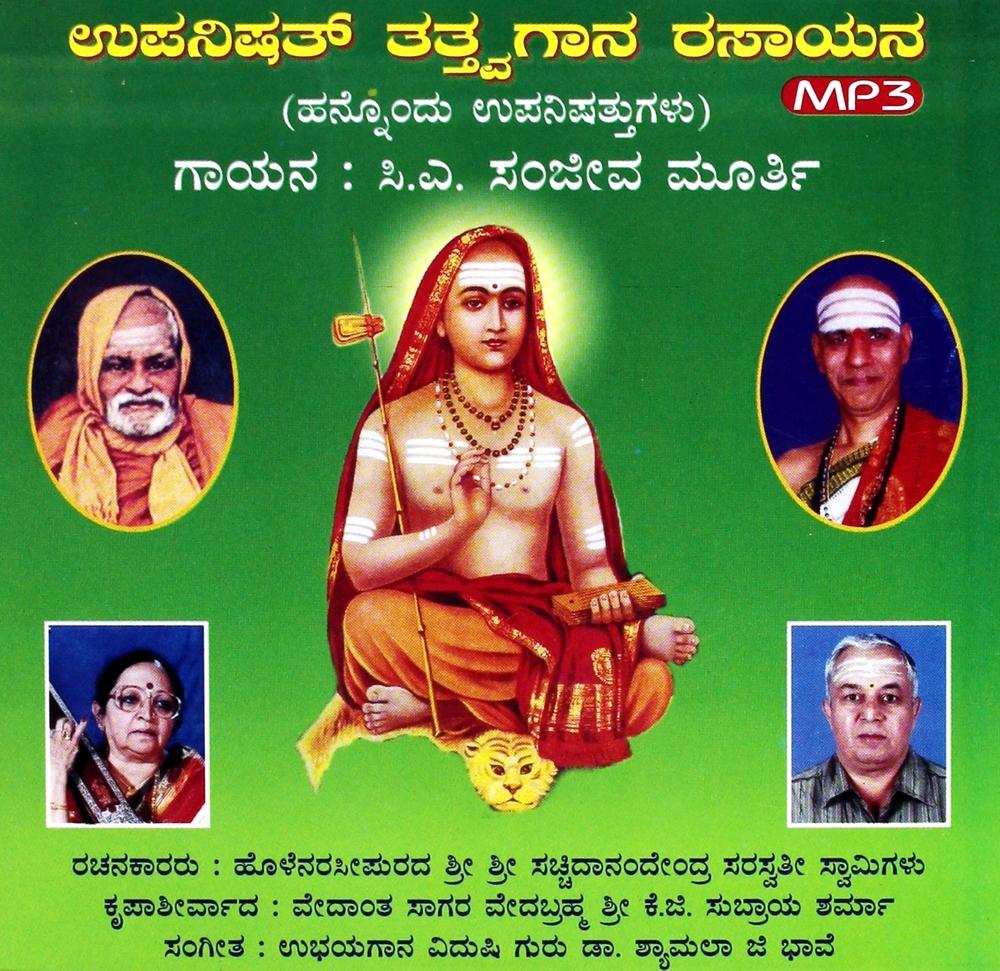 ಉಪನಿಷತ್ ತತ್ತ್ವಗಾನ ರಸಾಯನ
MP3
(ಹನ್ನೊಂದು ಉಪನಿಷತ್ತುಗಳು)
ಗಾಯನ : ಸಿ.ಎ. ಸಂಜೀವ ಮೂರ್ತಿ
ರಚನಕಾರರು : ಹೊಳೆನರಸೀಪುರದ ಶ್ರೀ ಶ್ರೀ ಸಚ್ಚಿದಾನಂದೇಂದ್ರ ಸರಸ್ವತೀ ಸ್ವಾಮಿಗಳು
ಕೃಪಾಶೀರ್ವಾದ : ವೇದಾಂತ ಸಾಗರ ವೇದಬ್ರಹ್ಮ ಶ್ರೀ ಕೆ.ಜಿ. ಸುಬ್ರಾಯ ಶರ್ಮಾ
ಸಂಗೀತ : ಉಭಯಗಾನ ವಿದುಷಿ ಗುರು ಡಾ. ಶ್ಯಾಮಲಾ ಜಿ ಭಾವೆ